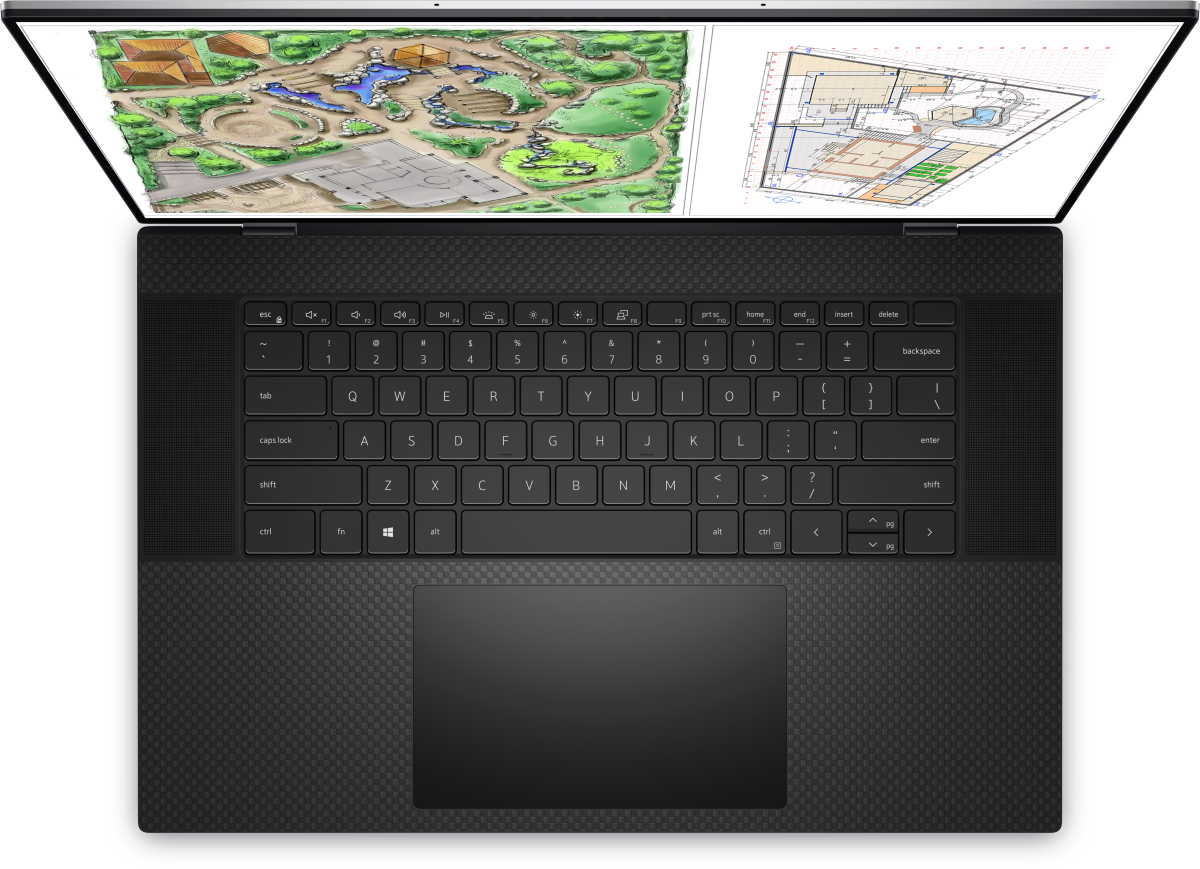 esc F1 F2 F3 F4 F5 F6 F7 F8 F9 prt sc F10 home F11 end F12 insert delete
~ ! @ # $ % ^ & * ( ) — +
` 1 2 3 4 5 6 7 8 9 0 - = backspace
tab Q W E R T Y U I O P { [ } ] | \
caps lock A S D F G H J K L : ; " ' enter
shift Z X C V B N M < , > . ? / shift
ctrl fn alt alt ctrl < ^ pg >
pg